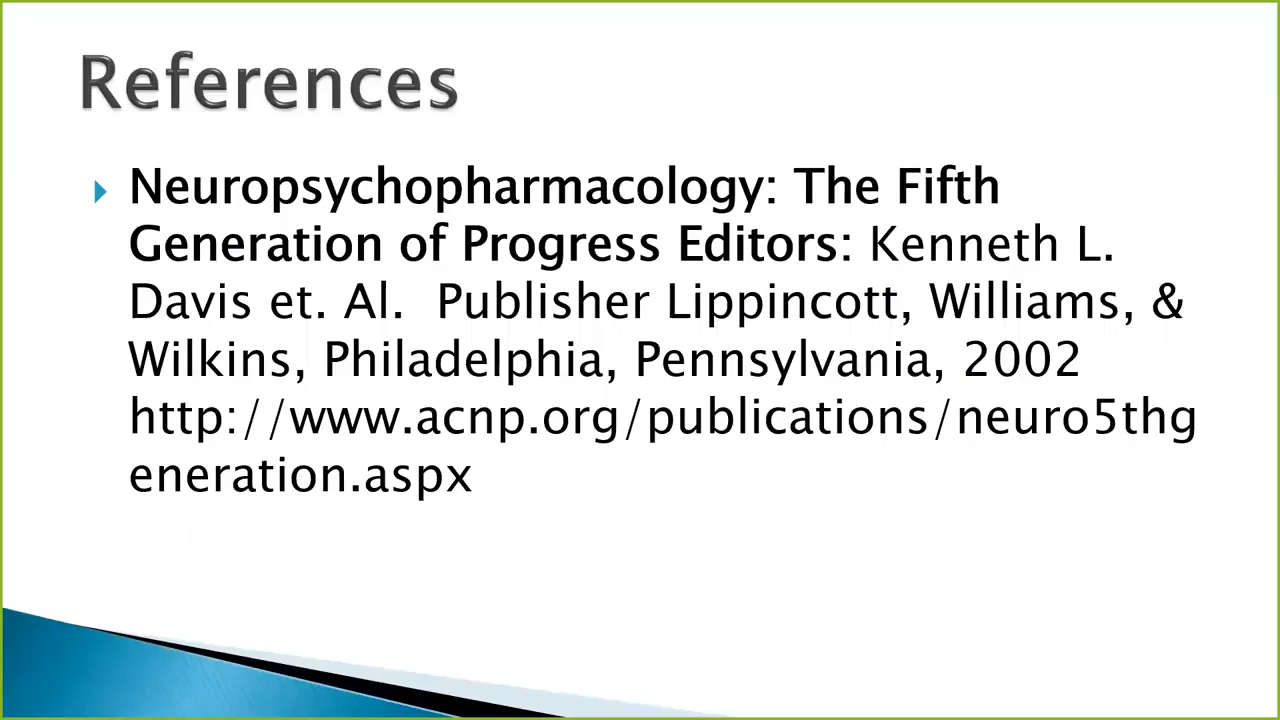 References
Neuropsychopharmacology: The Fifth
Generation of Progress Editors: Kenneth L.
Davis et. Al.  Publisher Lippincott, Williams, &
Wilkins, Philadelphia, Pennsylvania, 2002
http://www.acnp.org/publications/neuro5thg
eneration.aspx